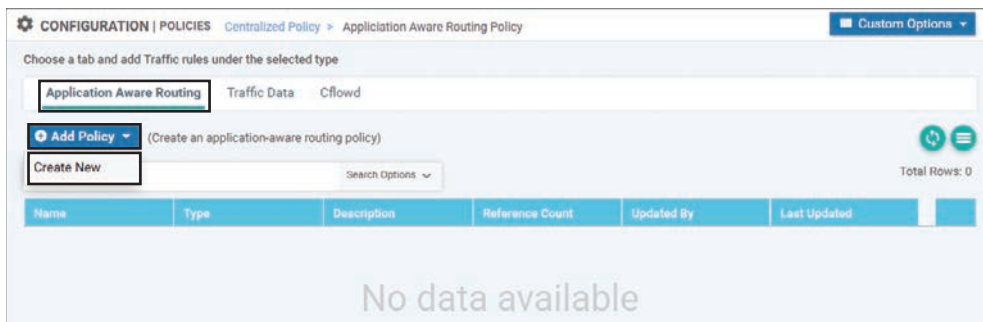 CONFIGURATION | POLICIES Centralized Policy > Appliciation Aware Routing Policy Custom Options
Choose a tab and add Traffic rules under the selected type
Application Aware Routing Traffic Data Cflowd
Add Policy (Create an application-aware routing policy)
Create New Search Options Total Rows: 0
Name Type Description Reference Count Updated By Last Updated
No data available